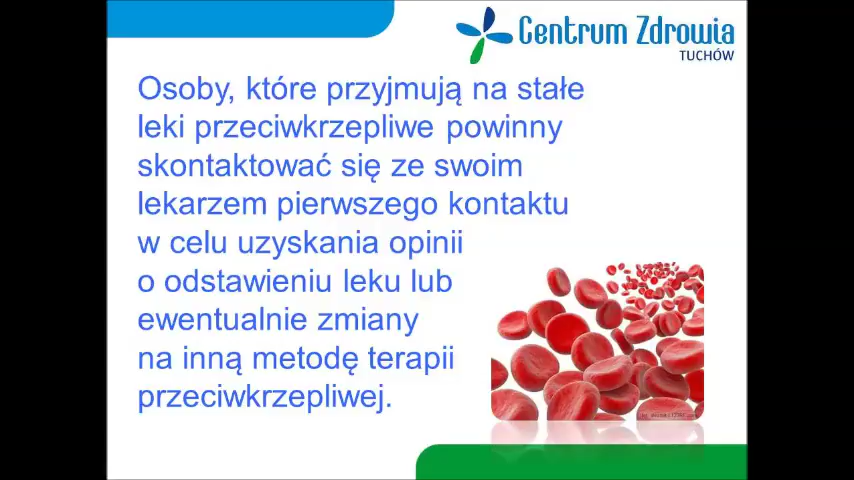 Centrum Zdrowia
TUCHÓW
Osoby, które przyjmują na stałe
leki przeciwkrzepliwe powinny
skontaktować się ze swoim
lekarzem pierwszego kontaktu
w celu uzyskania opinii
o odstawieniu leku lub
ewentualnie zmiany
na inną metodę terapii
przeciwkrzepliwej.